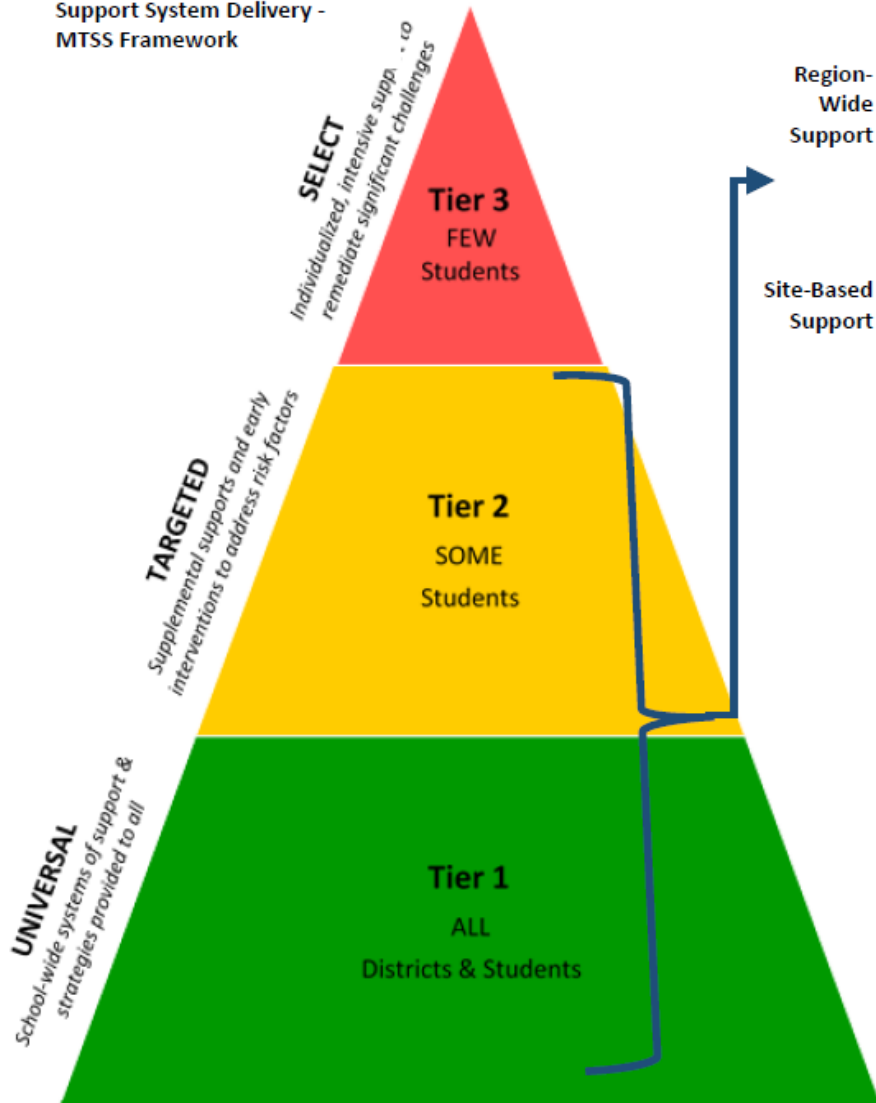 Support System Delivery -
MTSS Framework
Region-
Wide
Support
Site-Based
Support
SELECT
Individualized, intensive to
remediate significant challenges
Tier 3
FEW
Students
TARGETED
Supplemental supports and early
interventions to address risk factors
Tier 2
SOME
Students
UNIVERSAL
School-wide systems of support &
strategies provided to all
Tier 1
ALL
Districts & Students